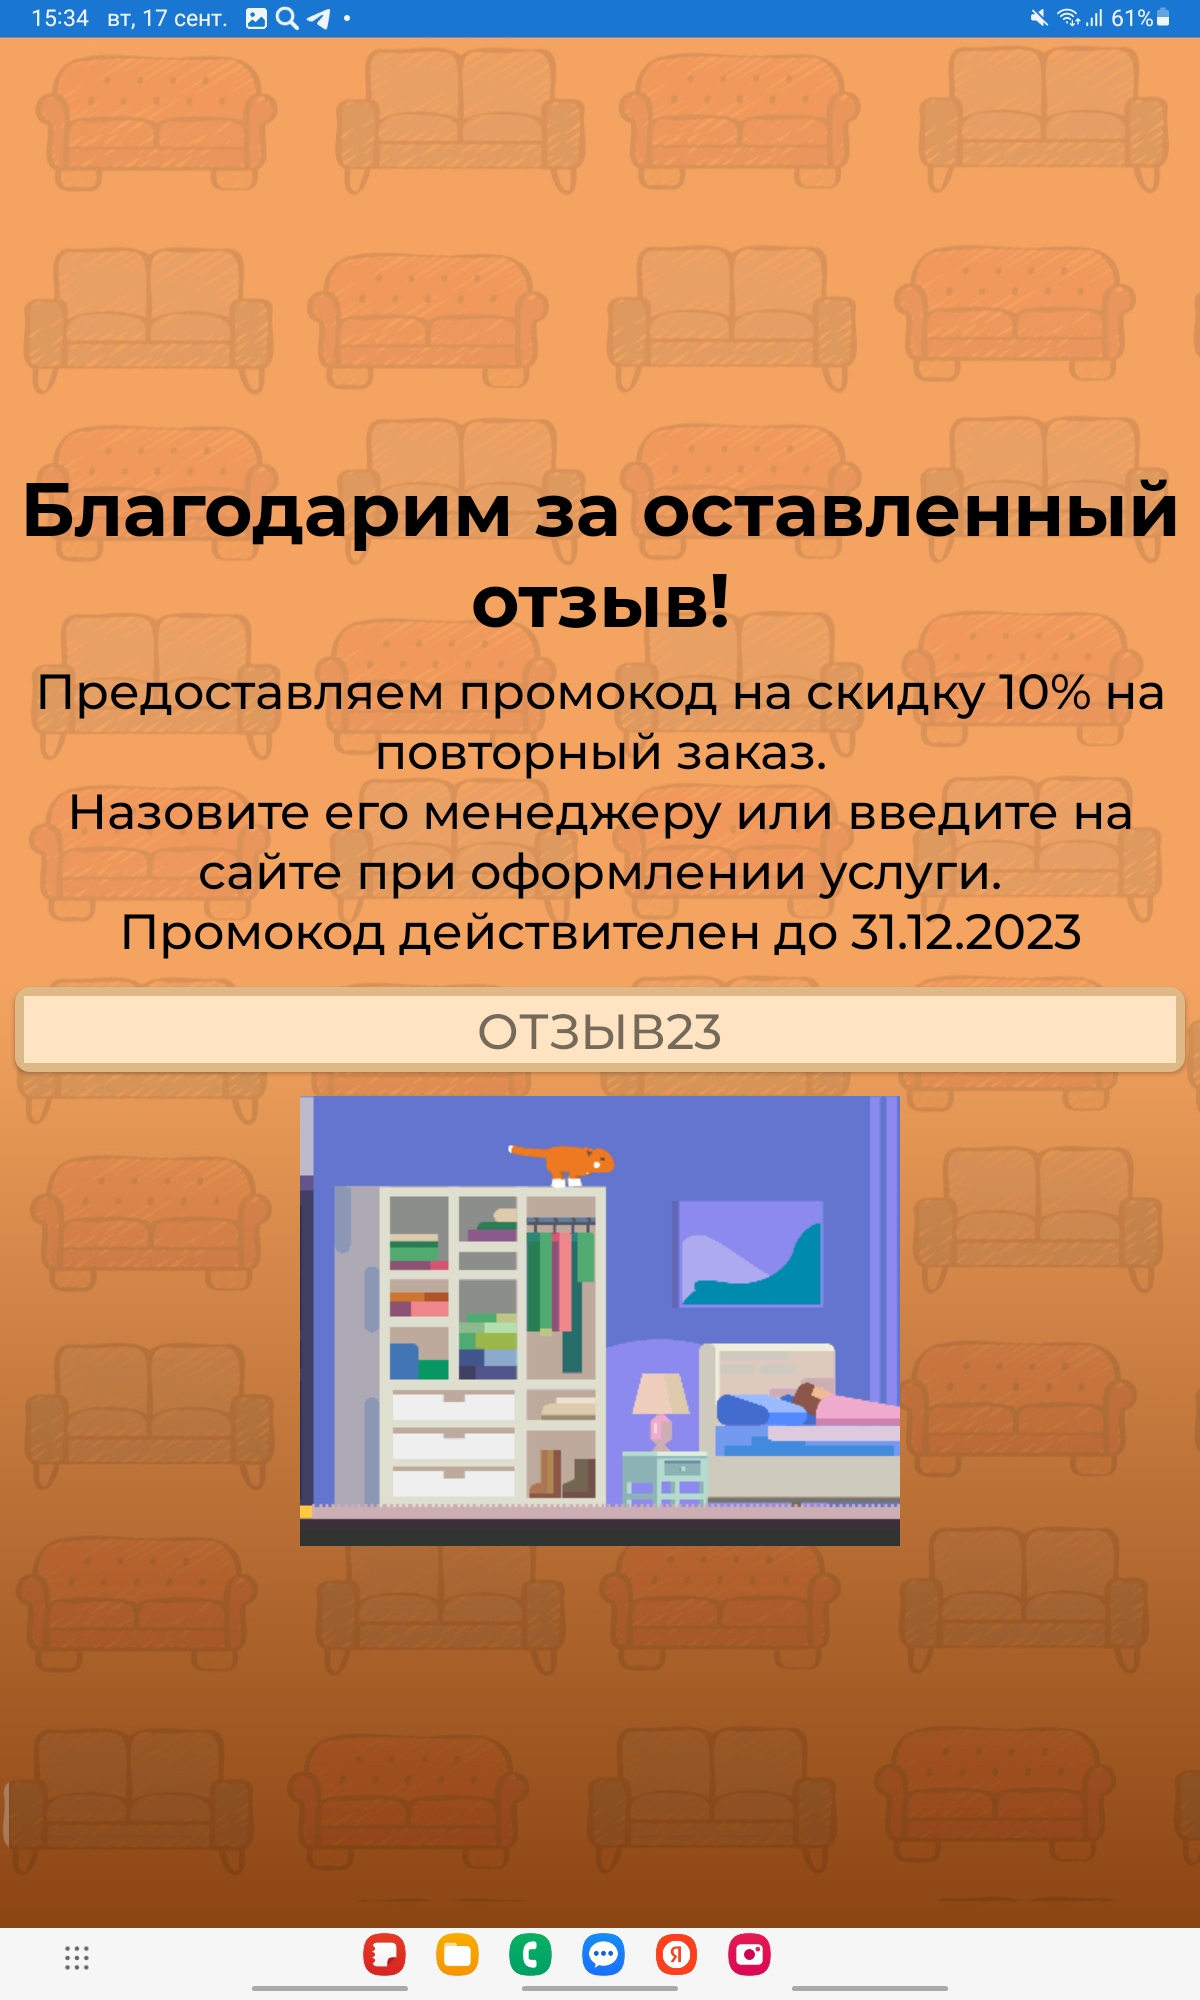 15:34 вт, 17 сент. 61%
Благодарим за оставленный
отзыв!
Предоставляем промокод на скидку 10% на
повторный заказ.
Назовите его менеджеру или введите на
сайте при оформлении услуги.
Промокод действителен до 31.12.2023
ОТЗЫВ23
Я